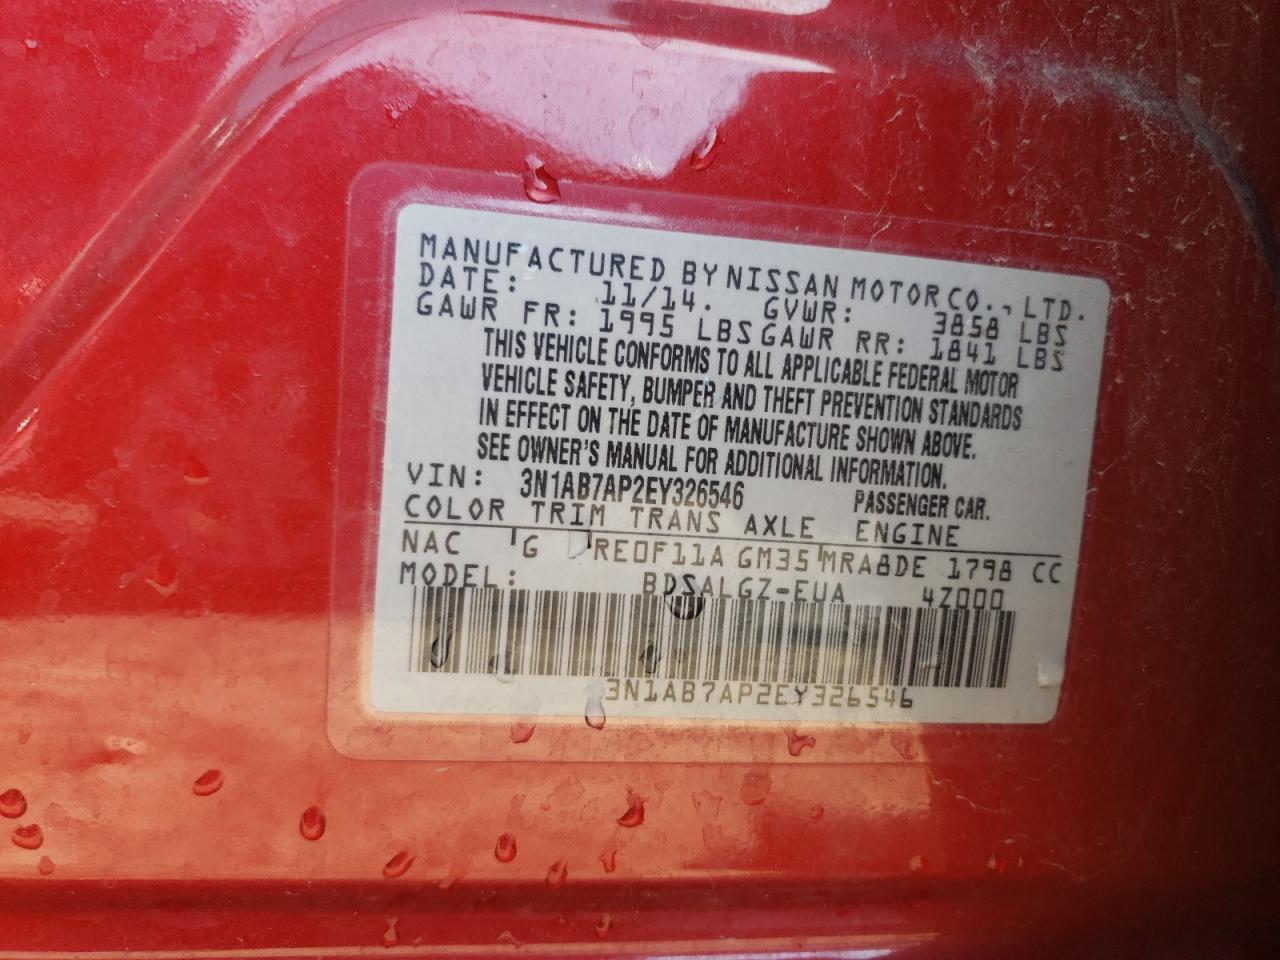 MANUFACTURED BY NISSAN MOTOR CO., LTD.
DATE: 11/14. GVWR: 3858 LBS
GAWR FR: 1995 LBS GAWR RR: 1841 LBS
THIS VEHICLE CONFORMS TO ALL APPLICABLE FEDERAL MOTOR
VEHICLE SAFETY, BUMPER AND THEFT PREVENTION STANDARDS
IN EFFECT ON THE DATE OF MANUFACTURE SHOWN ABOVE.
SEE OWNER'S MANUAL FOR ADDITIONAL INFORMATION.
VIN: 3N1AB7AP2EY326546 PASSENGER CAR.
COLOR TRIM TRANS AXLE ENGINE
NAC G RE0F11A GM35 MRA8DE 1798 CC
MODEL: BDSALGZ-EUA 4Z000
3N1AB7AP2EY326546